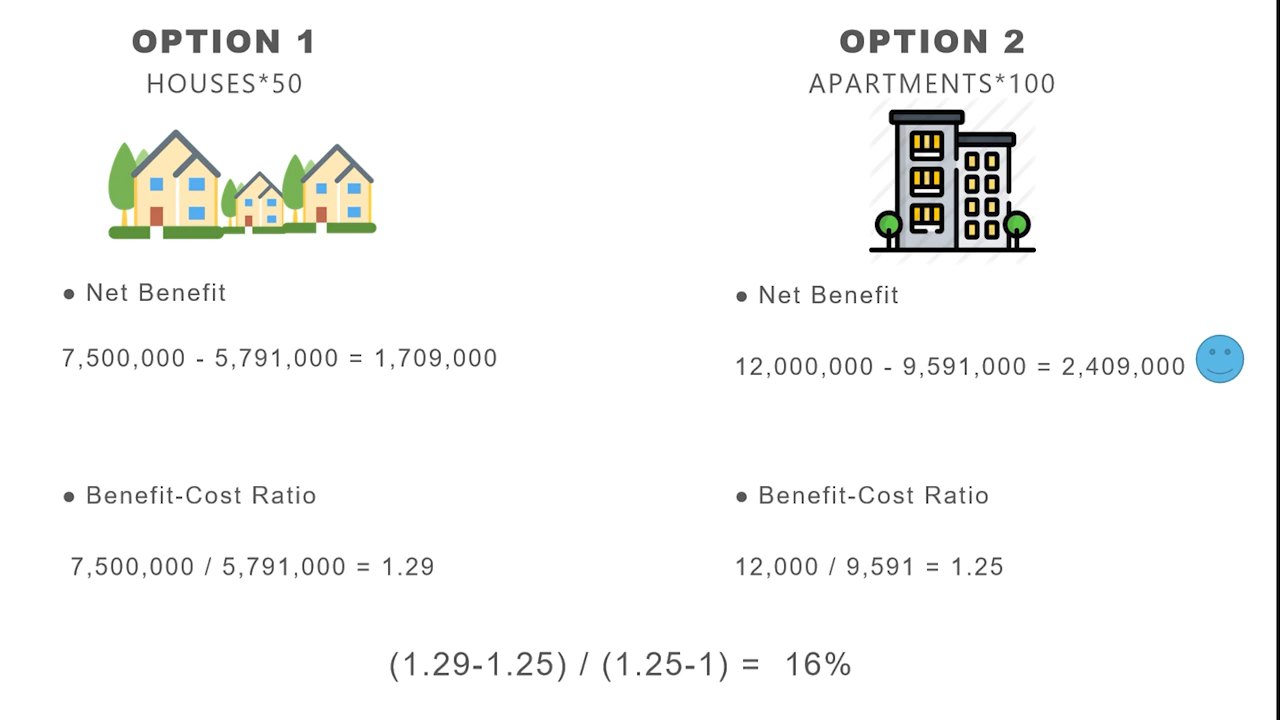 OPTION 1
HOUSES*50
● Net Benefit
7,500,000 - 5,791,000 = 1,709,000
● Benefit-Cost Ratio
7,500,000 / 5,791,000 = 1.29
OPTION 2
APARTMENTS*100
● Net Benefit
12,000,000 - 9,591,000 = 2,409,000
● Benefit-Cost Ratio
12,000 / 9,591 = 1.25
(1.29-1.25) / (1.25-1) = 16%